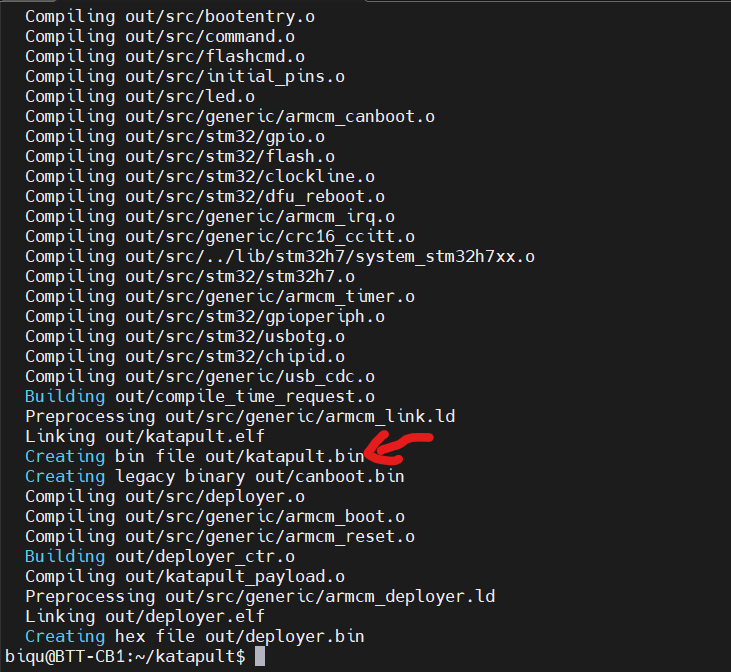 Compiling out/src/bootentry.o
Compiling out/src/command.o
Compiling out/src/flashcmd.o
Compiling out/src/initial_pins.o
Compiling out/src/led.o
Compiling out/src/generic/armcm_canboot.o
Compiling out/src/stm32/gpio.o
Compiling out/src/stm32/flash.o
Compiling out/src/stm32/clockline.o
Compiling out/src/stm32/dfu_reboot.o
Compiling out/src/generic/armcm_irq.o
Compiling out/src/generic/crc16_ccitt.o
Compiling out/src/../lib/stm32h7/system_stm32h7xx.o
Compiling out/src/stm32/stm32h7.o
Compiling out/src/generic/armcm_timer.o
Compiling out/src/stm32/gpioperiph.o
Compiling out/src/stm32/usbotg.o
Compiling out/src/stm32/chipid.o
Compiling out/src/generic/usb_cdc.o
Building out/compile_time_request.o
Preprocessing out/src/generic/armcm_link.ld
Linking out/katapult.elf
Creating bin file out/katapult.bin
Creating legacy binary out/canboot.bin
Compiling out/src/deployer.o
Compiling out/src/generic/armcm_boot.o
Compiling out/src/generic/armcm_reset.o
Building out/deployer_ctr.o
Compiling out/katapult_payload.o
Preprocessing out/src/generic/armcm_deployer.ld
Linking out/deployer.elf
Creating hex file out/deployer.bin
biqu@BTT-CB1:~/katapult$